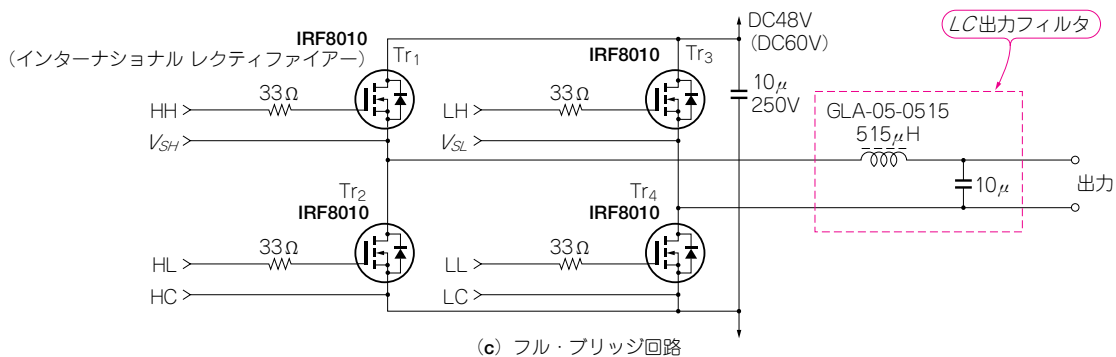 IRF8010
(インターナショナル レクティファイアー)
Tr1
IRF8010
Tr3
DC48V
(DC60V)
LC出力フィルタ
HH
33Ω
LH
33Ω
10μ
250V
GLA-05-0515
515μH
VSH
VSL
10μ
出力
Tr2
IRF8010
Tr4
IRF8010
HL
33Ω
LL
33Ω
HC
LC
(c) フル・ブリッジ回路